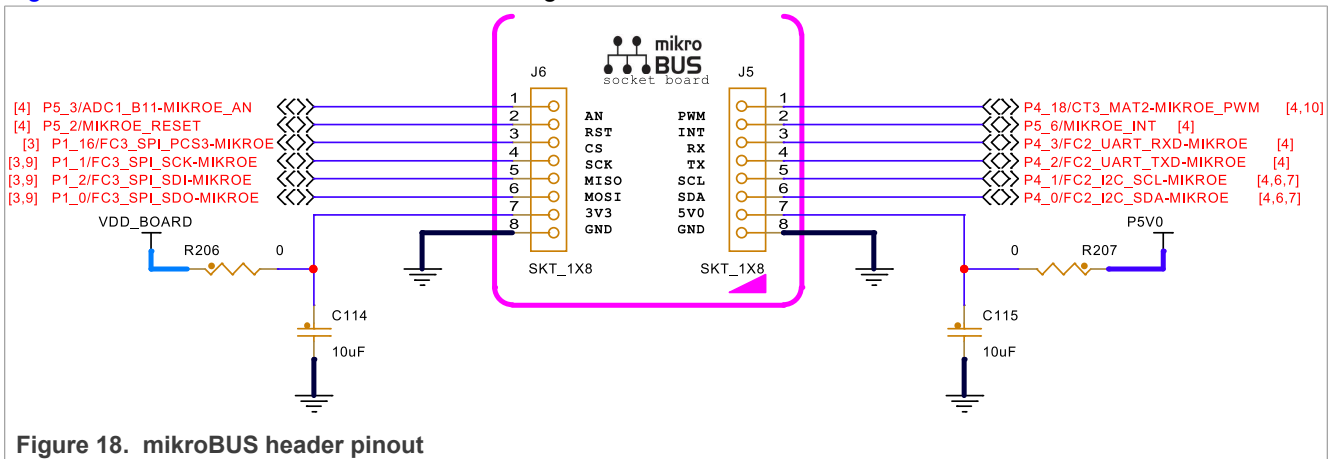 mikro
BUS
socket board
J6
J5
[4] P5_3/ADC1_B11-MIKROE_AN
[4] P5_2/MIKROE_RESET
[3] P1_16/FC3_SPI_PCS3-MIKROE
[3,9] P1_1/FC3_SPI_SCK-MIKROE
[3,9] P1_2/FC3_SPI_SDI-MIKROE
[3,9] P1_0/FC3_SPI_SDO-MIKROE
1
2
3
4
5
6
7
8
AN
RST
CS
SCK
MISO
MOSI
3V3
GND
PWM
INT
RX
TX
SCL
SDA
5V0
GND
1
2
3
4
5
6
7
8
P4_18/CT3_MAT2-MIKROE_PWM [4,10]
P5_6/MIKROE_INT [4]
P4_3/FC2_UART_RXD-MIKROE [4]
P4_2/FC2_UART_TXD-MIKROE [4]
P4_1/FC2_I2C_SCL-MIKROE [4,6,7]
P4_0/FC2_I2C_SDA-MIKROE [4,6,7]
VDD_BOARD
R206 0
SKT_1X8
SKT_1X8
P5V0
0 R207
C114
10uF
C115
10uF
Figure 18. mikroBUS header pinout